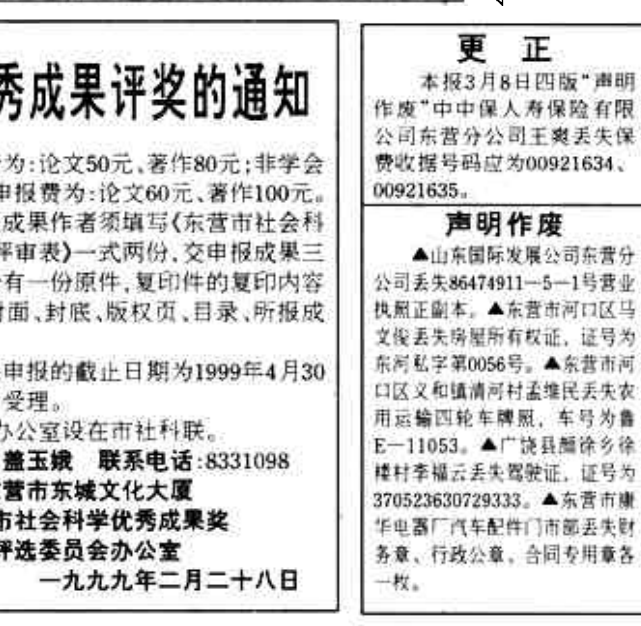 秀成果评奖的通知
为:论文50元、著作80元;非学会
申报费为:论文60元、著作100元。
成果作者须填写《东营市社会科
评审表》一式两份,交申报成果三
有一份原件,复印件的复印内容
封面、封底、版权页、目录、所报成
申报的截止日期为1999年4月30
受理。
办公室设在市社科联。
盖玉娥 联系电话:8331098
营市东城文化大厦
市社会科学优秀成果奖
评选委员会办公室
一九九九年二月二十八日
更 正
本报3月8日四版“声明
作废”中中保人寿保险有限
公司东营分公司王爽丢失保
费收据号码应为00921634、
00921635。
声明作废
▲山东国际发展公司东营分
公司丢失86474911—5—1号营业
执照正副本。▲东营市河口区马
文俊丢失房屋所有权证,证号为
东河私字第0056号。▲东营市河
口区义和镇清河村孟维民丢失农
用运输四轮车牌照,车号为鲁
E—11053。▲广饶县颜徐乡徐
楼村李福云丢失驾驶证,证号为
370523630729333。▲东营市康
华电器厂汽车配件门市部丢失财
务章、行政公章、合同专用章各
一枚。